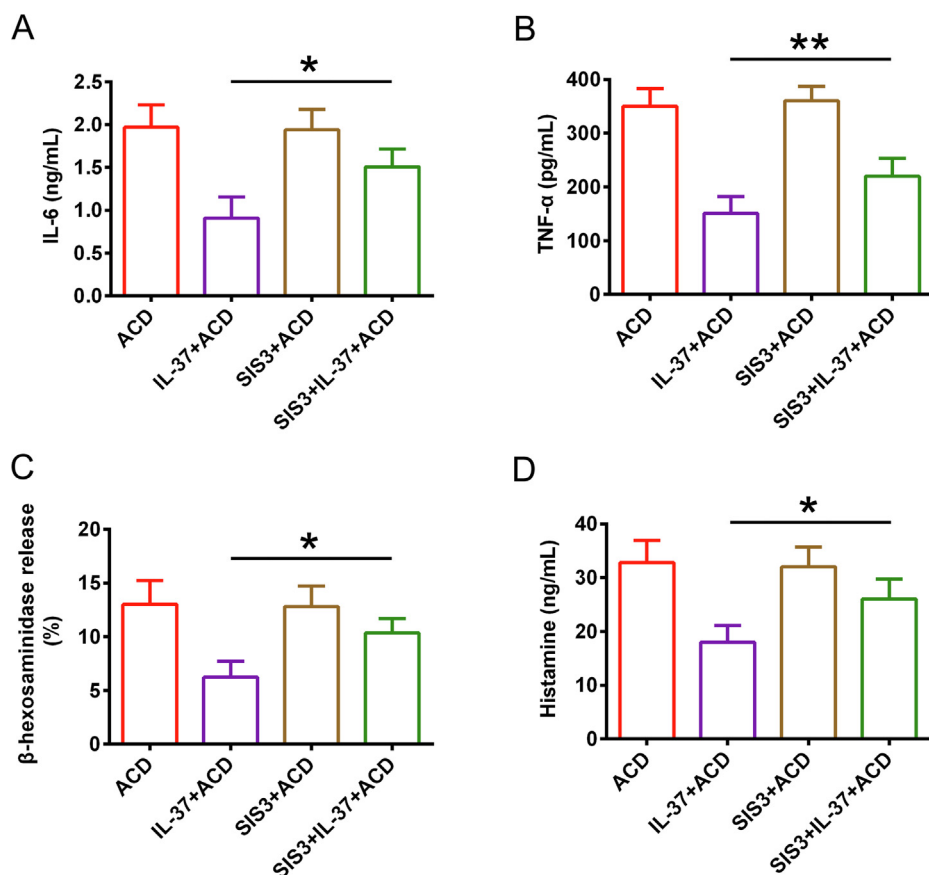 A
*
IL-6 (ng/mL)
2.5
2.0
1.5
1.0
0.5
0.0
ACD
IL-37+ACD
SIS3+ACD
SIS3+IL-37+ACD
B
**
TNF-α (pg/mL)
400
300
200
100
0
ACD
IL-37+ACD
SIS3+ACD
SIS3+IL-37+ACD
C
*
β-hexosaminidase release
(%)
20
15
10
5
0
ACD
IL-37+ACD
SIS3+ACD
SIS3+IL-37+ACD
D
*
Histamine (ng/mL)
40
30
20
10
0
ACD
IL-37+ACD
SIS3+ACD
SIS3+IL-37+ACD